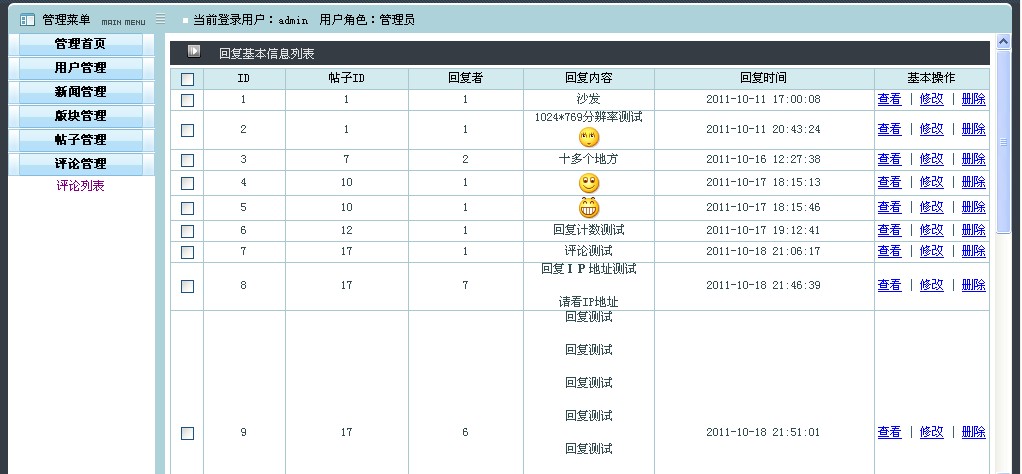 管理菜单 MAIN MENU 当前登录用户：admin 用户角色：管理员
管理首页
用户管理
新闻管理
版块管理
帖子管理
评论管理
评论列表
回复基本信息列表
ID 帖子ID 回复者 回复内容 回复时间 基本操作
1 1 1 沙发 2011-10-11 17:00:08 查看 | 修改 | 删除
1024*769分辨率测试
2 1 1 2011-10-11 20:43:24 查看 | 修改 | 删除
3 7 2 十多个地方 2011-10-16 12:27:38 查看 | 修改 | 删除
4 10 1 2011-10-17 18:15:13 查看 | 修改 | 删除
5 10 1 2011-10-17 18:15:46 查看 | 修改 | 删除
6 12 1 回复计数测试 2011-10-17 19:12:41 查看 | 修改 | 删除
7 17 1 评论测试 2011-10-18 21:06:17 查看 | 修改 | 删除
回复ＩＰ地址测试
8 17 7 2011-10-18 21:46:39 查看 | 修改 | 删除
请看IP地址
回复测试
回复测试
回复测试
回复测试
9 17 6 2011-10-18 21:51:01 查看 | 修改 | 删除
回复测试